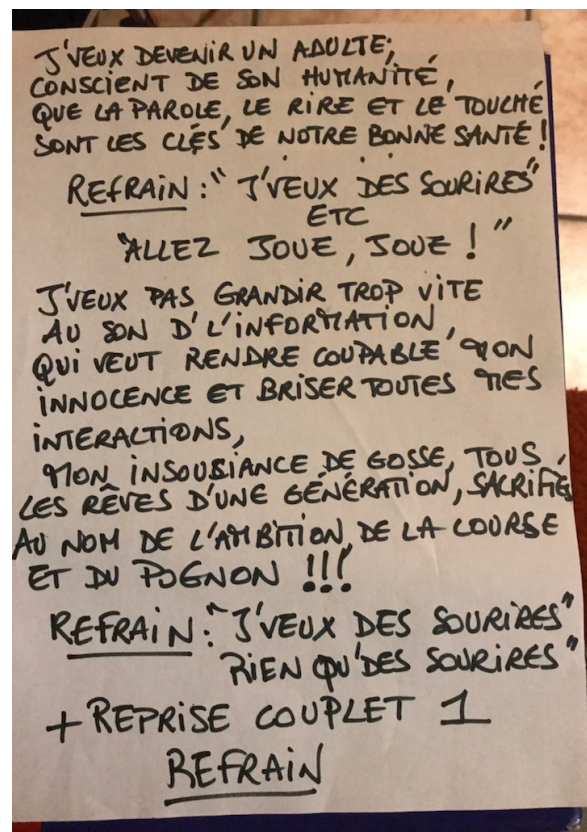 J'VEUX DEVENIR UN ADULTE,
CONSCIENT DE SON HUMANITÉ,
QUE LA PAROLE, LE RIRE ET LE TOUCHÉ
SONT LES CLÉS DE NOTRE BONNE SANTÉ !
REFRAIN : "J'VEUX DES SOURIRES"
ETC
"ALLEZ JOUE, JOUE ! "
J'VEUX PAS GRANDIR TROP VITE
AU SON D'L'INFORMATION,
QUI VEUT RENDRE COUPABLE MON
INNOCENCE ET BRISER TOUTES MES
INTERACTIONS,
MON INSOUSIANCE DE GOSSE, TOUS
LES RÊVES D'UNE GÉNÉRATION, SACRIFIÉS
AU NOM DE L'AMBITION, DE LA COURSE
ET DU POGNON !!!
REFRAIN : "J'VEUX DES SOURIRES"
RIEN QU'DES SOURIRES"
+ REPRISE COUPLET 1
REFRAIN